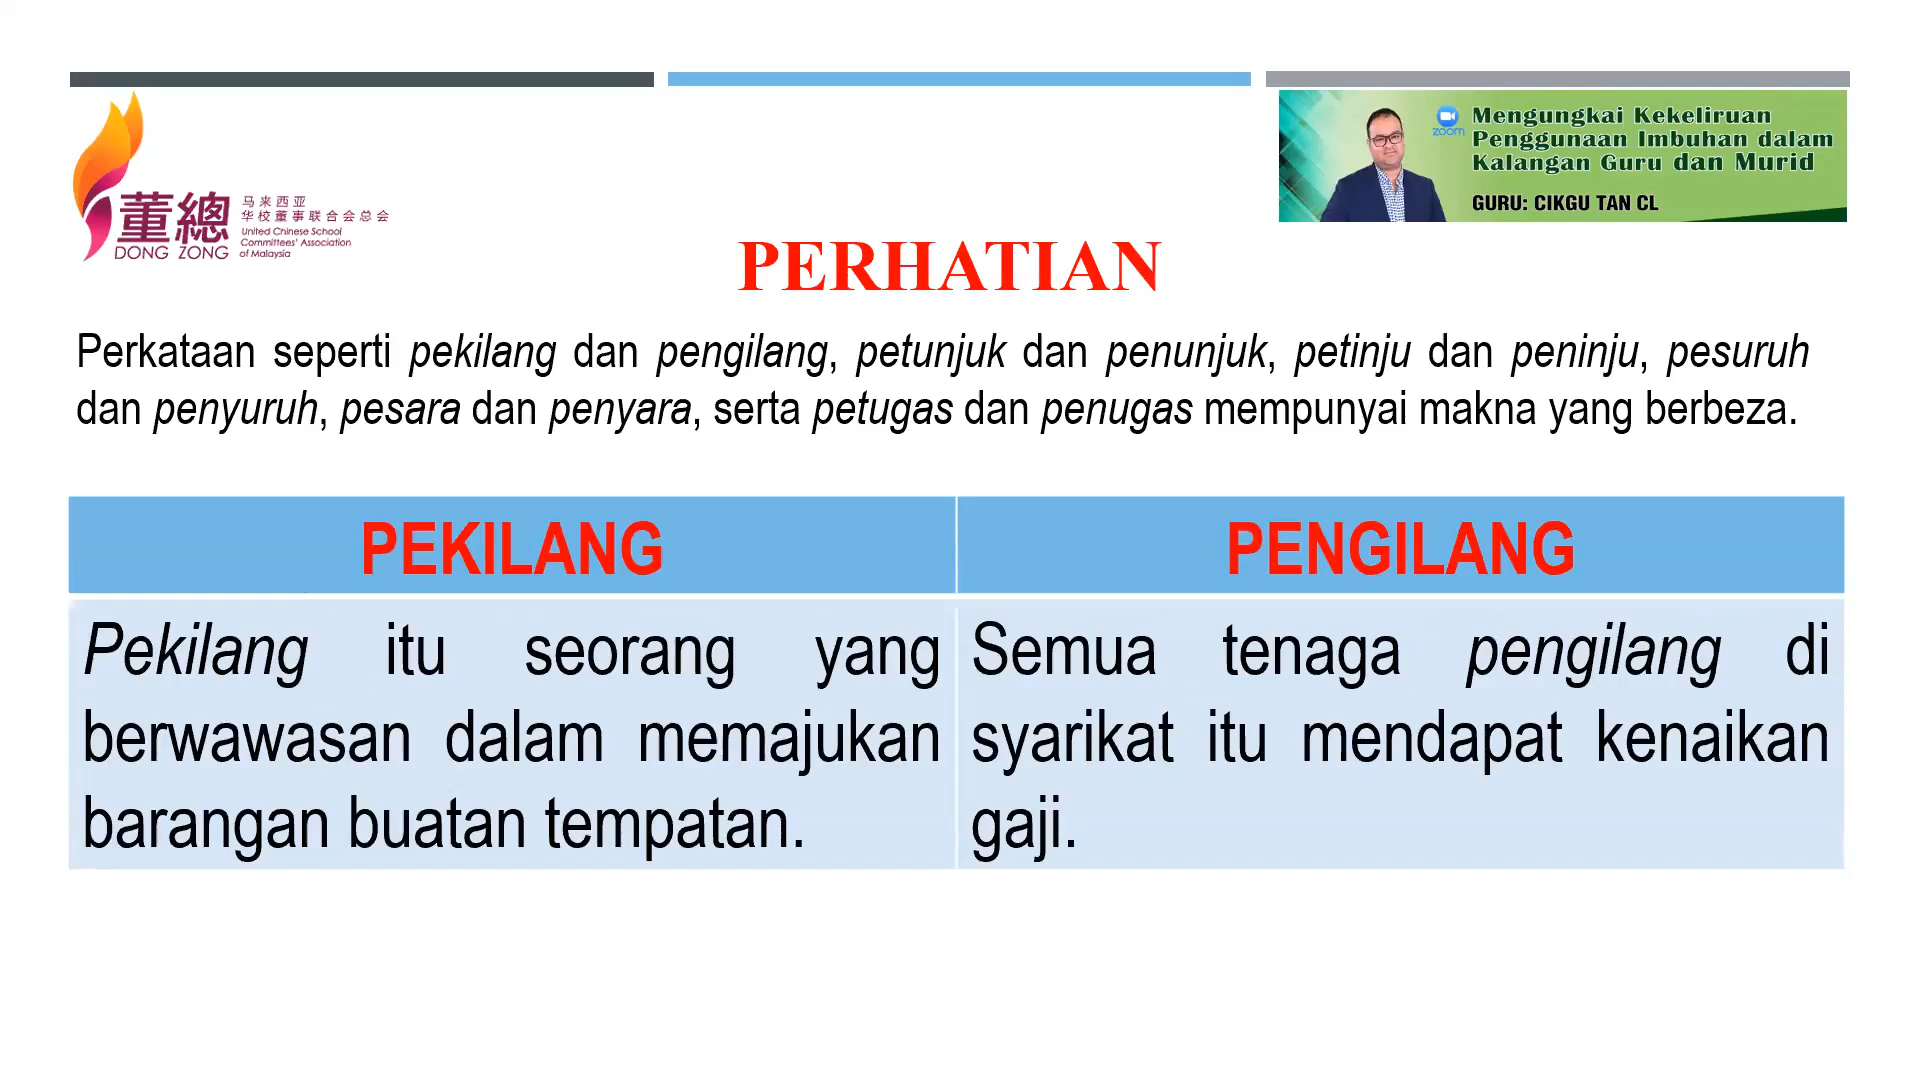 董總
DONG ZONG
马来西亚
华校董事联合会总会
United Chinese School
Committees' Association
of Malaysia
zoom
Mengungkai Kekeliruan
Penggunaan Imbuhan dalam
Kalangan Guru dan Murid
GURU: CIKGU TAN CL
PERHATIAN
Perkataan seperti pekilang dan pengilang, petunjuk dan penunjuk, petinju dan peninju, pesuruh
dan penyuruh, pesara dan penyara, serta petugas dan penugas mempunyai makna yang berbeza.
PEKILANG
Pekilang itu seorang yang
berwawasan dalam memajukan
barangan buatan tempatan.
PENGILANG
Semua tenaga pengilang di
syarikat itu mendapat kenaikan
gaji.